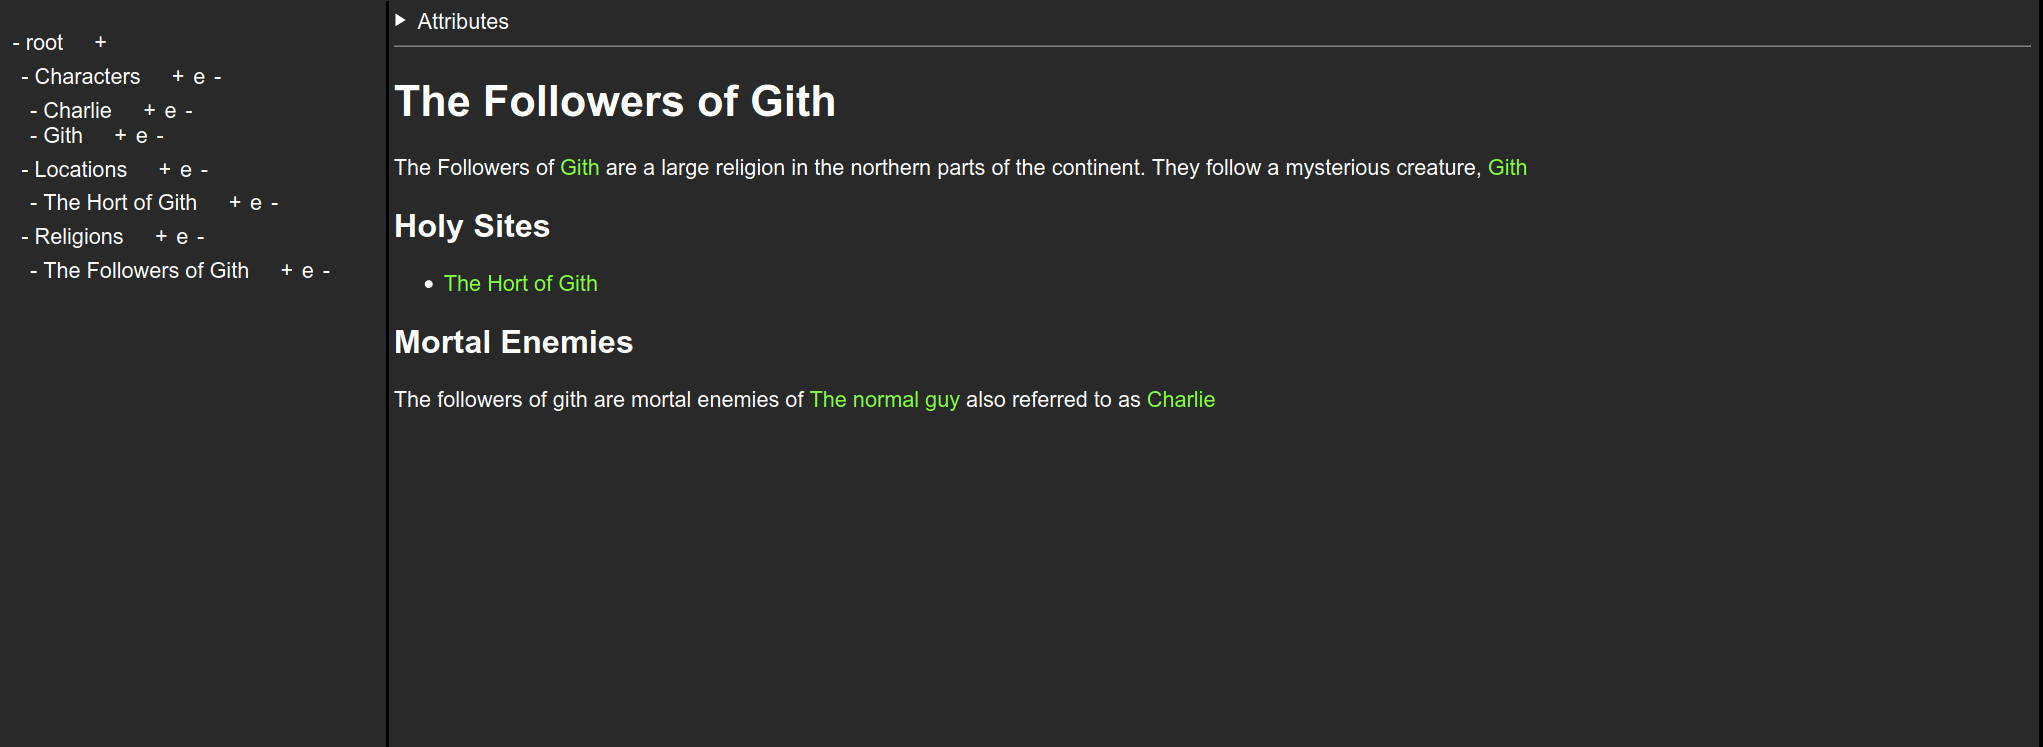 - root +
- Characters + e -
- Charlie + e -
- Gith + e -
- Locations + e -
- The Hort of Gith + e -
- Religions + e -
- The Followers of Gith + e -
Attributes
The Followers of Gith
The Followers of Gith are a large religion in the northern parts of the continent. They follow a mysterious creature, Gith
Holy Sites
• The Hort of Gith
Mortal Enemies
The followers of gith are mortal enemies of The normal guy also referred to as Charlie